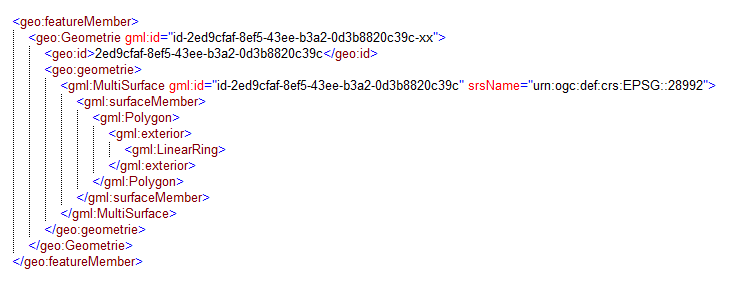 <geo:featureMember>
<geo:Geometrie gml:id="id-2ed9cfaf-8ef5-43ee-b3a2-0d3b8820c39c-xx">
<geo:id>2ed9cfaf-8ef5-43ee-b3a2-0d3b8820c39c</geo:id>
<geo:geometrie>
<gml:MultiSurface gml:id="id-2ed9cfaf-8ef5-43ee-b3a2-0d3b8820c39c" srsName="urn:ogc:def:crs:EPSG::28992">
<gml:surfaceMember>
<gml:Polygon>
<gml:exterior>
<gml:LinearRing>
</gml:exterior>
</gml:Polygon>
</gml:surfaceMember>
</gml:MultiSurface>
</geo:geometrie>
</geo:Geometrie>
</geo:featureMember>